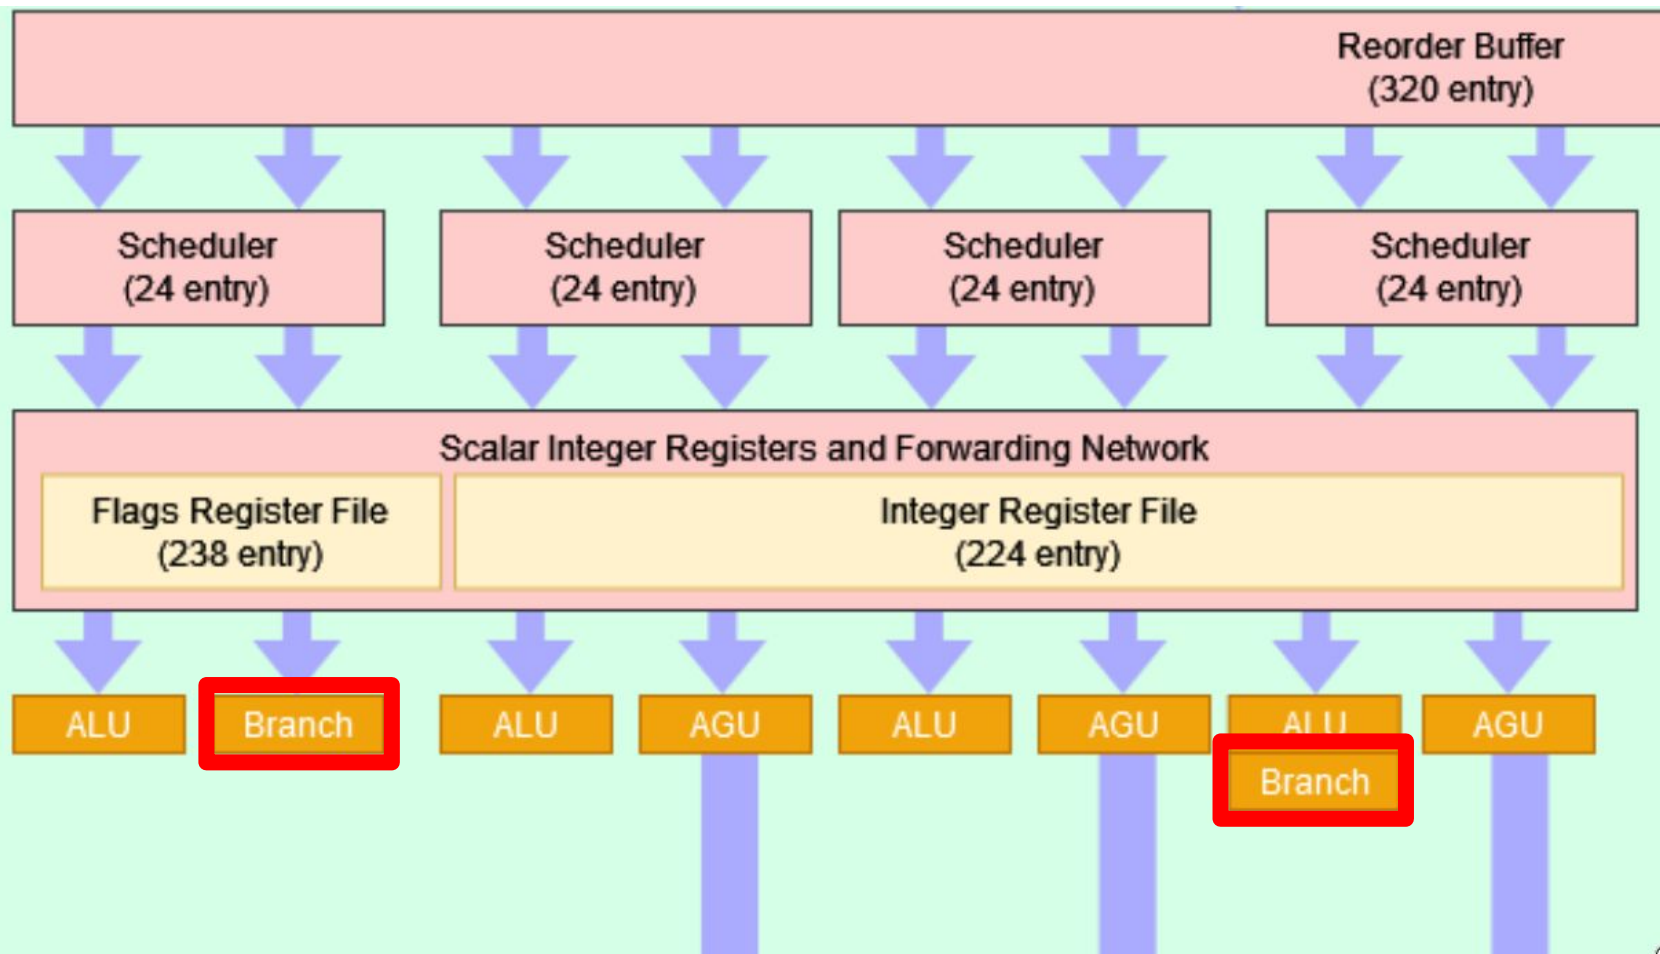 Reorder Buffer
(320 entry)
Scheduler
(24 entry)
Scheduler
(24 entry)
Scheduler
(24 entry)
Scheduler
(24 entry)
Scalar Integer Registers and Forwarding Network
Flags Register File
(238 entry)
Integer Register File
(224 entry)
ALU
Branch
ALU
AGU
ALU
AGU
ALU
AGU
Branch